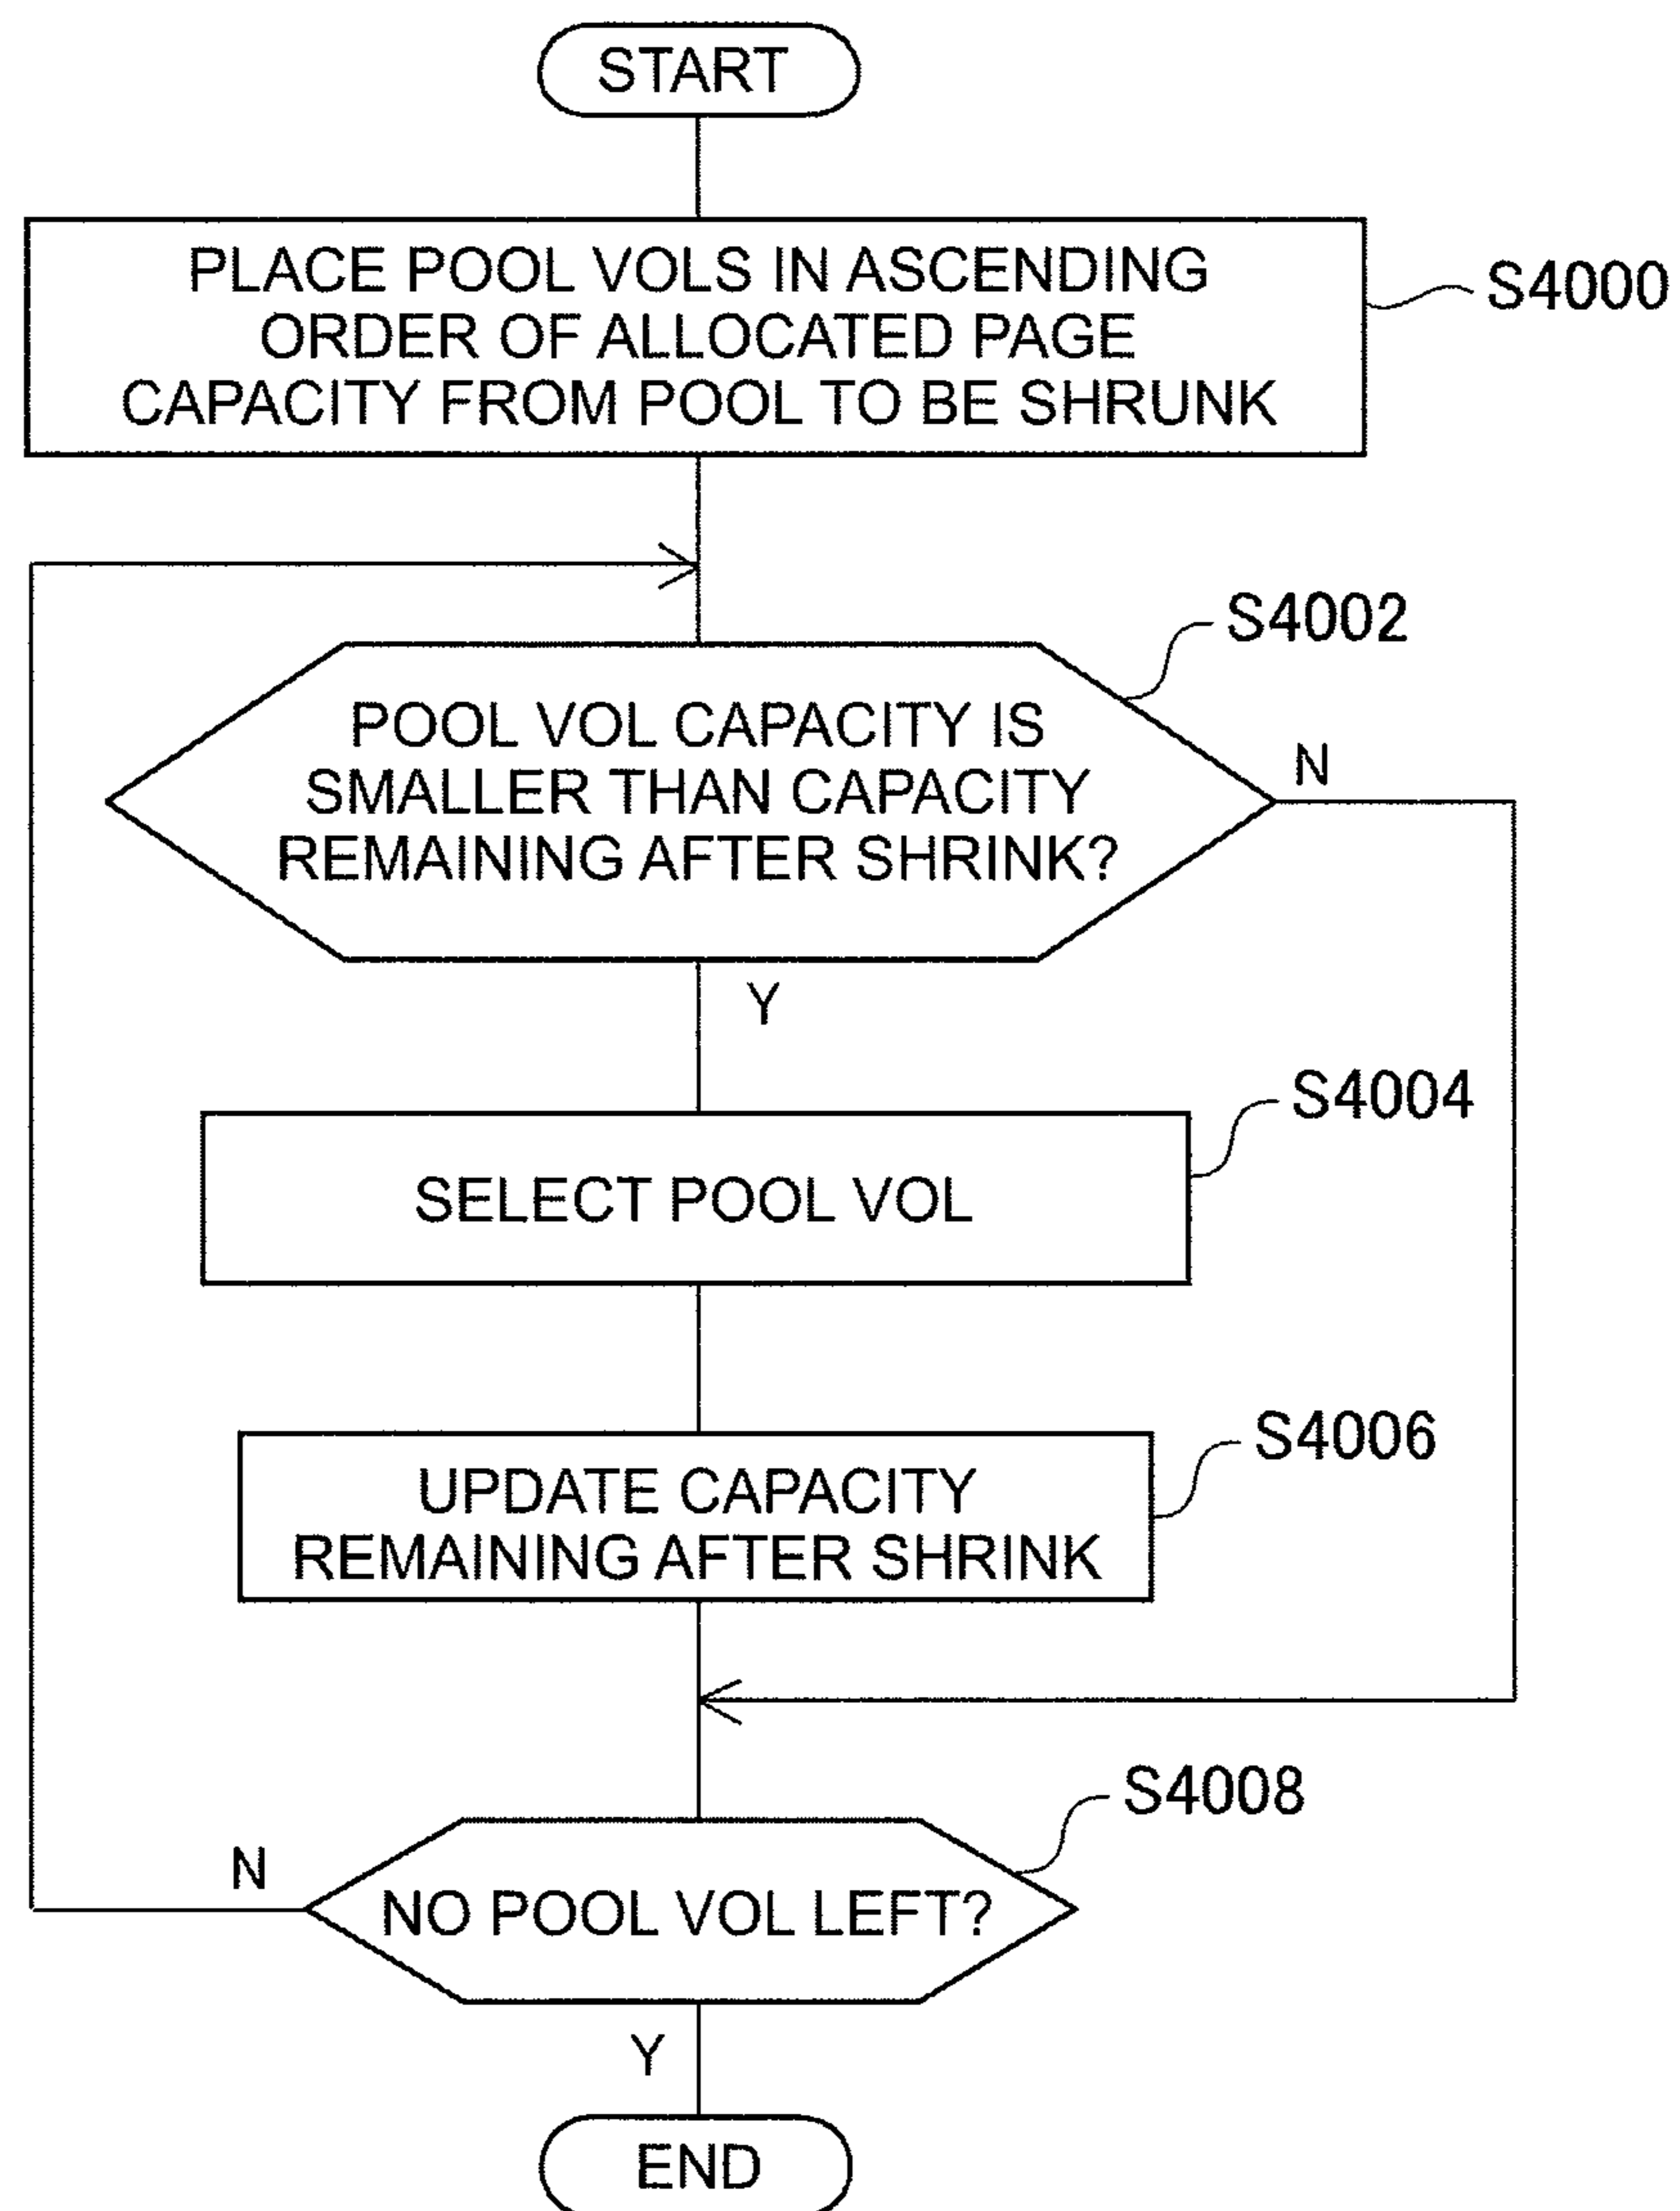 START
PLACE POOL VOLS IN ASCENDING
ORDER OF ALLOCATED PAGE
CAPACITY FROM POOL TO BE SHRUNK
S4000
S4002
POOL VOL CAPACITY IS
SMALLER THAN CAPACITY
REMAINING AFTER SHRINK?
N
Y
S4004
SELECT POOL VOL
S4006
UPDATE CAPACITY
REMAINING AFTER SHRINK
S4008
N
NO POOL VOL LEFT?
Y
END